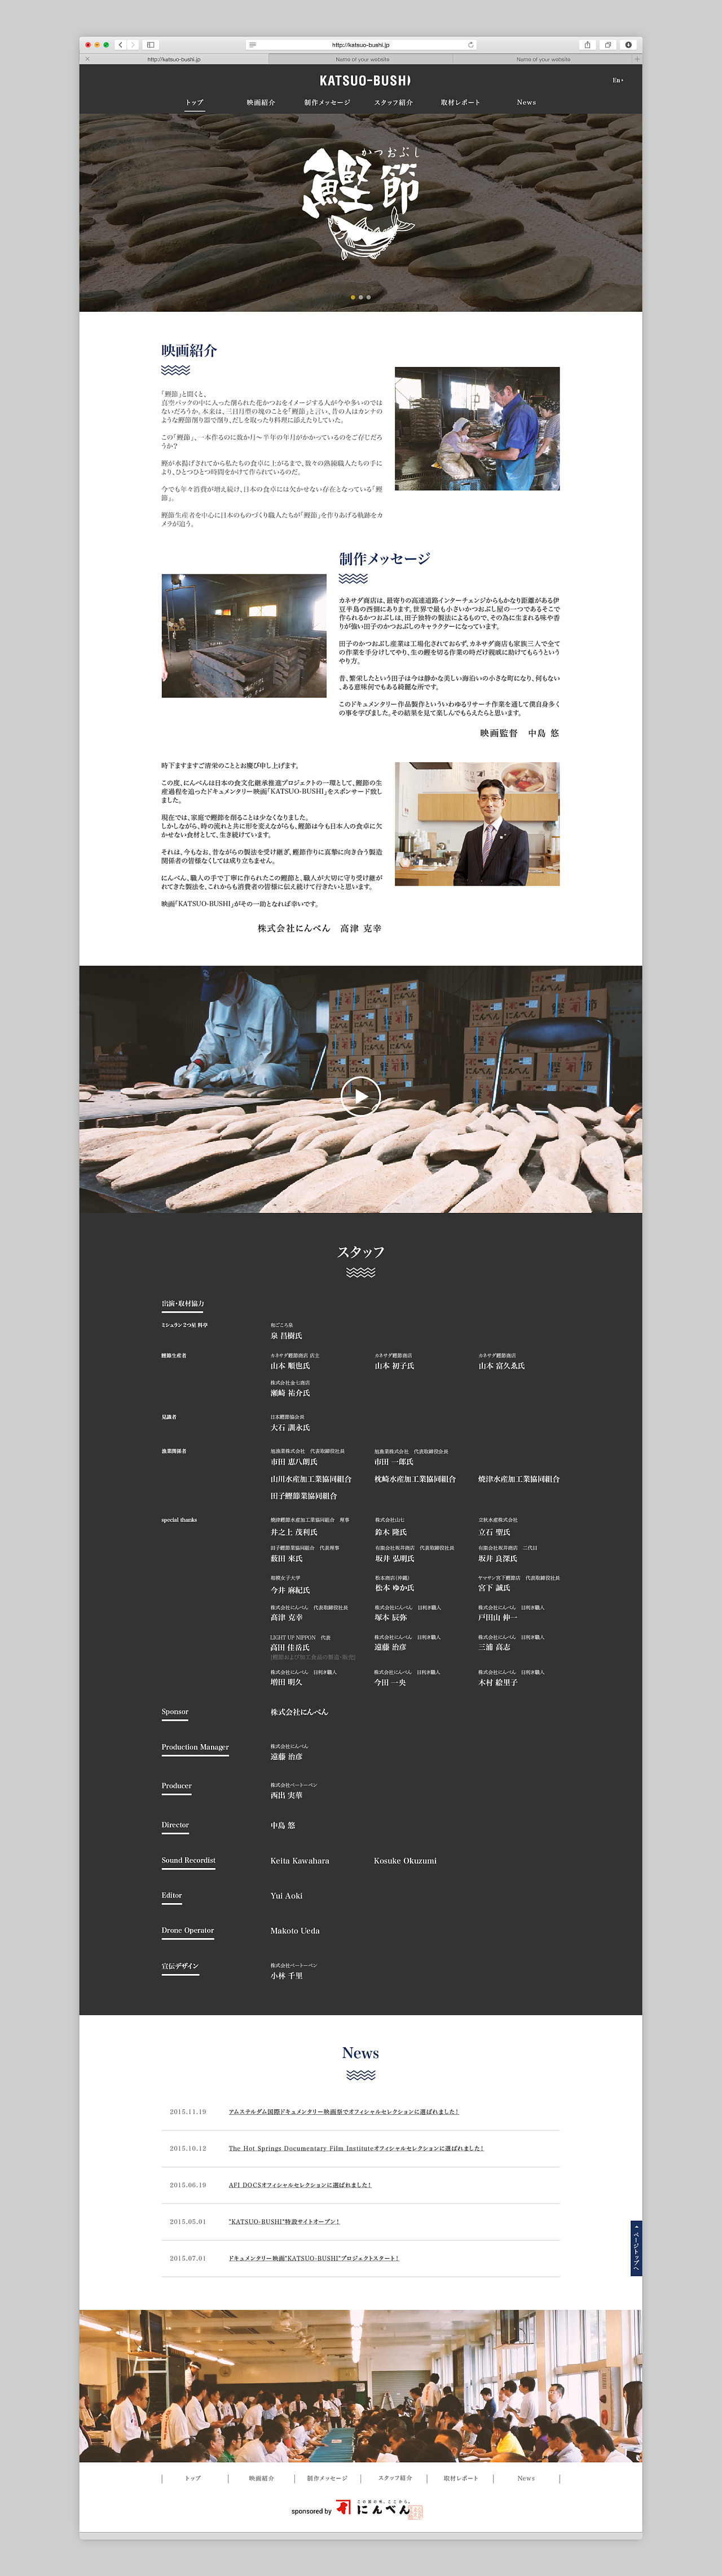 http://katsuo-bushi.jp
http://katsuo-bushi.jp
Name of your website
Name of your website
KATSUO-BUSHI
En
トップ
映画紹介
制作メッセージ
スタッフ紹介
取材レポート
News
かつおぶし
鰹節
映画紹介
「鰹節」と聞くと、
真空パックの中に入った削られた花かつおをイメージする人が今や多いのでは
ないだろうか。本来は、三日月型の塊のことを「鰹節」と言い、昔の人はカンナの
ような鰹節削り器で削り、だしを取ったり料理に添えたりしていた。
この「鰹節」、一本作るのに数か月〜半年の年月がかかっているのをご存じだろ
うか?
鰹が水揚げされてから私たちの食卓に上がるまで、数々の熟練職人たちの手に
より、ひとつひとつ時間をかけて作られているのだ。
今でも年々消費が増え続け、日本の食卓には欠かせない存在となっている「鰹
節」。
鰹節生産者を中心に日本のものづくり職人たちが「鰹節」を作りあげる軌跡をカ
メラが追う。
制作メッセージ
カネサダ商店は、最寄の高速道路インターチェンジからもかなり距離がある伊
豆半島の西側にあります。世界で最も小さいかつおぶし屋の一つであるそこで
作られるかつおぶしは、田子独特の製法によるもので、その為に生まれる味や香
りが強い田子のかつおぶしのキャラクターになっています。
田子のかつおぶし産業は工場化されておらず、カネサダ商店も家族三人で全て
の作業を手分けしてやり、生の鰹を切る作業の時だけ親戚に助けてもらうという
やり方。
昔、繁栄したという田子は今は静かな美しい海沿いの小さな町になり、何もない
、ある意味何でもある綺麗な所です。
このドキュメンタリー作品製作といういわゆるリサーチ作業を通して僕自身多く
の事を学びました。その結果を見て楽しんでもらえたらと思います。
映画監督 中島 悠
時下ますますご清栄のこととお慶び申し上げます。
この度、にんべんは日本の食文化継承推進プロジェクトの一環として、鰹節の生
産過程を追ったドキュメンタリー映画「KATSUO-BUSHI」をスポンサード致し
ました。
現在では、家庭で鰹節を削ることは少なくなりました。
しかしながら、時の流れと共に形を変えながらも、鰹節は今も日本人の食卓に欠
かせない食材として、生き続けています。
それは、今もなお、昔ながらの製法を受け継ぎ、鰹節作りに真摯に向き合う製造
関係者の皆様なくしては成り立ちません。
にんべん、職人の手で丁寧に作られたこの鰹節と、職人が大切に守り受け継が
れてきた製法を、これからも消費者の皆様に伝え続けて行きたいと思います。
映画「KATSUO-BUSHI」がその一助となれば幸いです。
株式会社にんべん 高津 克幸
スタッフ
出演・取材協力
ミシュラン2つ星 料亭
和ごころ泉
泉 昌樹氏
鰹節生産者
カネサダ鰹節商店 店主
カネサダ鰹節商店
カネサダ鰹節商店
山本 順也氏
山本 初子氏
山本 富久ゑ氏
株式会社金七商店
瀬崎 祐介氏
見識者
日本鰹節協会長
大石 訓永氏
漁業関係者
旭漁業株式会社 代表取締役社長
旭漁業株式会社 代表取締役会長
市田 恵八朗氏
市田 一郎氏
山川水産加工業協同組合
枕崎水産加工業協同組合
焼津水産加工業協同組合
田子鰹節業協同組合
special thanks
焼津鰹節水産加工業協同組合 理事
株式会社山七
立秋水産株式会社
井之上 茂利氏
鈴木 隆氏
立石 聖氏
田子鰹節業協同組合 代表理事
有限会社坂井商店 代表取締役社長
有限会社坂井商店 二代目
薮田 来氏
坂井 弘明氏
坂井 良深氏
相模女子大学
松本商店(沖縄)
ヤマサン宮下鰹節店 代表取締役社長
今井 麻紀氏
松本 ゆか氏
宮下 誠氏
株式会社にんべん 代表取締役社長
株式会社にんべん 目利き職人
株式会社にんべん 目利き職人
高津 克幸
塚本 辰弥
戸田山 伸一
LIGHT UP NIPPON 代表
株式会社にんべん 目利き職人
株式会社にんべん 目利き職人
高田 佳岳氏
遠藤 治彦
三浦 高志
(鰹節および加工食品の製造・販売)
株式会社にんべん 目利き職人
株式会社にんべん 目利き職人
株式会社にんべん 目利き職人
増田 明久
今田 一央
木村 絵里子
Sponsor
株式会社にんべん
Production Manager
株式会社にんべん
遠藤 治彦
Producer
株式会社ベートーベン
西出 実華
Director
中島 悠
Sound Recordist
Keita Kawahara
Kosuke Okuzumi
Editor
Yui Aoki
Drone Operator
Makoto Ueda
宣伝デザイン
株式会社ベートーベン
小林 千里
News
2015.11.19
アムステルダム国際ドキュメンタリー映画祭でオフィシャルセレクションに選ばれました!
2015.10.12
The Hot Springs Documentary Film Instituteオフィシャルセレクションに選ばれました!
2015.06.19
AFI DOCSオフィシャルセレクションに選ばれました!
2015.05.01
"KATSUO-BUSHI"特設サイトオープン!
2015.07.01
ドキュメンタリー映画"KATSUO-BUSHI"プロジェクトスタート!
ページトップへ
トップ
映画紹介
制作メッセージ
スタッフ紹介
取材レポート
News
sponsored by
この国の味、ここから。
にんべん